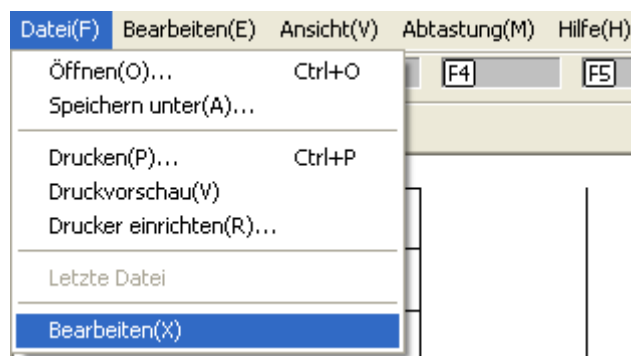 Datei(F) Bearbeiten(E) Ansicht(V) Abtastung(M) Hilfe(H)
Öffnen(O)... Ctrl+O F4 F5
Speichern unter(A)...
Drucken(P)... Ctrl+P
Druckvorschau(V)
Drucker einrichten(R)...
Letzte Datei
Bearbeiten(X)